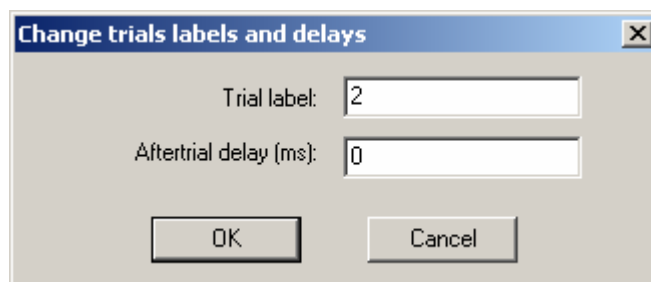 Change trials labels and delays
Trial label: 2
Aftertrial delay (ms): 0
OK Cancel